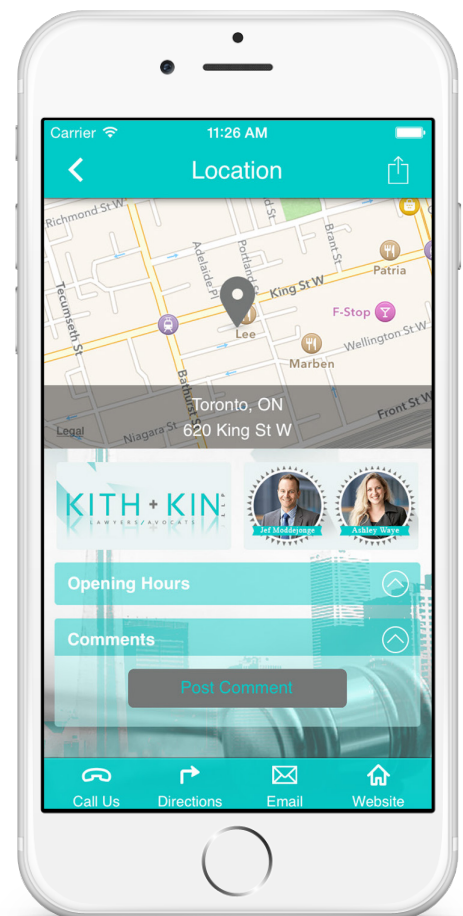 Carrier
11:26 AM
Location
Richmond St W
Adelaide Pl
Portland St
Brant St
Patria
Tecumseth St
King St W
F-Stop
Lee
Wellington St W
Marben
Bathurst St
Front St W
Toronto, ON
Legal
Niagara St
620 King St W
KITH + KIN LLP
LAWYERS/AVOCATS
Jef Moddejonge
Ashley Waye
Opening Hours
Comments
Post Comment
Call Us
Directions
Email
Website